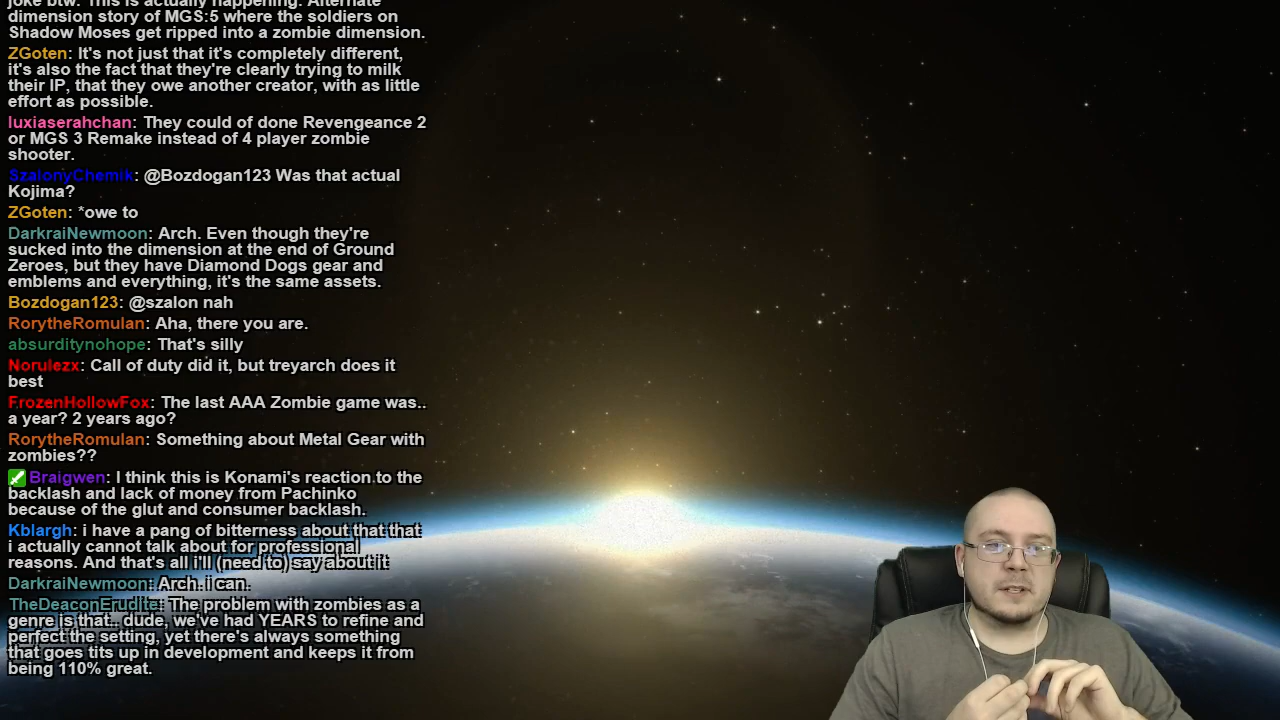 joke btw. This is actually happening. Alternate
dimension story of MGS:5 where the soldiers on
Shadow Moses get ripped into a zombie dimension.
ZGoten: It's not just that it's completely different,
it's also the fact that they're clearly trying to milk
their IP, that they owe another creator, with as little
effort as possible.
luxiaserahchan: They could of done Revengeance 2
or MGS 3 Remake instead of 4 player zombie
shooter.
SzalonyChemik: @Bozdogan123 Was that actual
Kojima?
ZGoten: *owe to
DarkraiNewmoon: Arch. Even though they're
sucked into the dimension at the end of Ground
Zeroes, but they have Diamond Dogs gear and
emblems and everything, it's the same assets.
Bozdogan123: @szalon nah
RorytheRomulan: Aha, there you are.
absurditynohope: That's silly
Norulezx: Call of duty did it, but treyarch does it
best
FrozenHollowFox: The last AAA Zombie game was..
a year? 2 years ago?
RorytheRomulan: Something about Metal Gear with
zombies??
Braigwen: I think this is Konami's reaction to the
backlash and lack of money from Pachinko
because of the glut and consumer backlash.
Kblargh: i have a pang of bitterness about that that
i actually cannot talk about for professional
reasons. And that's all i'll (need to) say about it
DarkraiNewmoon: Arch. i can.
TheDeaconErudite: The problem with zombies as a
genre is that.. dude, we've had YEARS to refine and
perfect the setting, yet there's always something
that goes tits up in development and keeps it from
being 110% great.